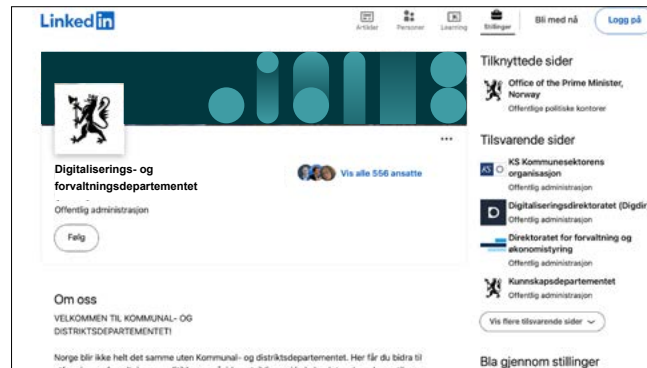 Linked in
Artikler
Personer
Learning
Stillinger
Bli med nå
Logg på
Digitaliserings- og
forvaltningsdepartementet
Offentlig administrasjon
Følg
Vis alle 556 ansatte
Om oss
VELKOMMEN TIL KOMMUNAL- OG
DISTRIKTSDEPARTEMENTET!
Norge blir ikke helt det samme uten Kommunal- og distriktsdepartementet. Her får du bidra til
Tilknyttede sider
Office of the Prime Minister,
Norway
Offentlige politiske kontorer
Tilsvarende sider
KS
KS Kommunesektorens
organisasjon
Offentlig administrasjon
D
Digitaliseringsdirektoratet (Digdir
Offentlig administrasjon
Direktoratet for forvaltning og
økonomistyring
Offentlig administrasjon
Kunnskapsdepartementet
Offentlig administrasjon
Vis flere tilsvarende sider
Bla gjennom stillinger